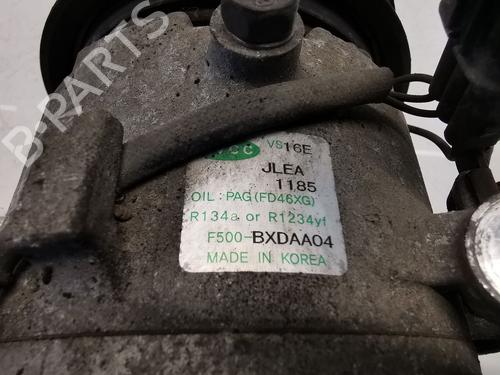 B-PARTS
VS16E
JLEA
1185
OIL: PAG(FD46XG)
R134a or R1234yf
F500-BXDAA04
MADE IN KOREA